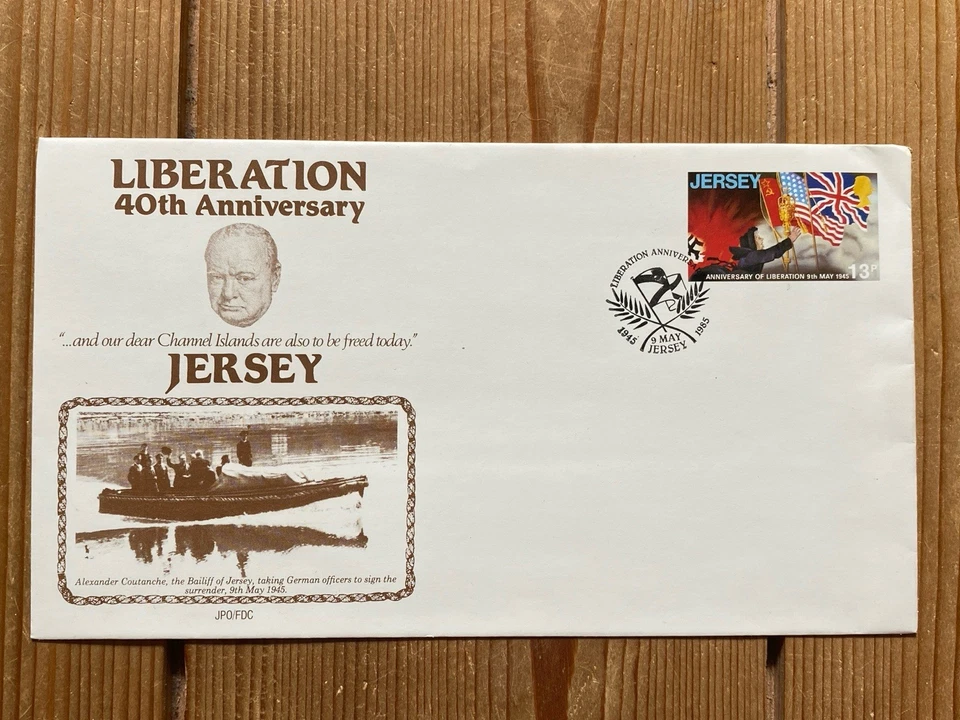 LIBERATION
40th Anniversary
"...and our dear Channel Islands are also to be freed today."
JERSEY
Alexander Coutanche, the Bailiff of Jersey, taking German officers to sign the
surrender, 9th May 1945.
JPO/FDC
JERSEY
ANNIVERSARY OF LIBERATION 9th MAY 1945
13P
LIBERATION
1945
9 MAY
JERSEY
1985